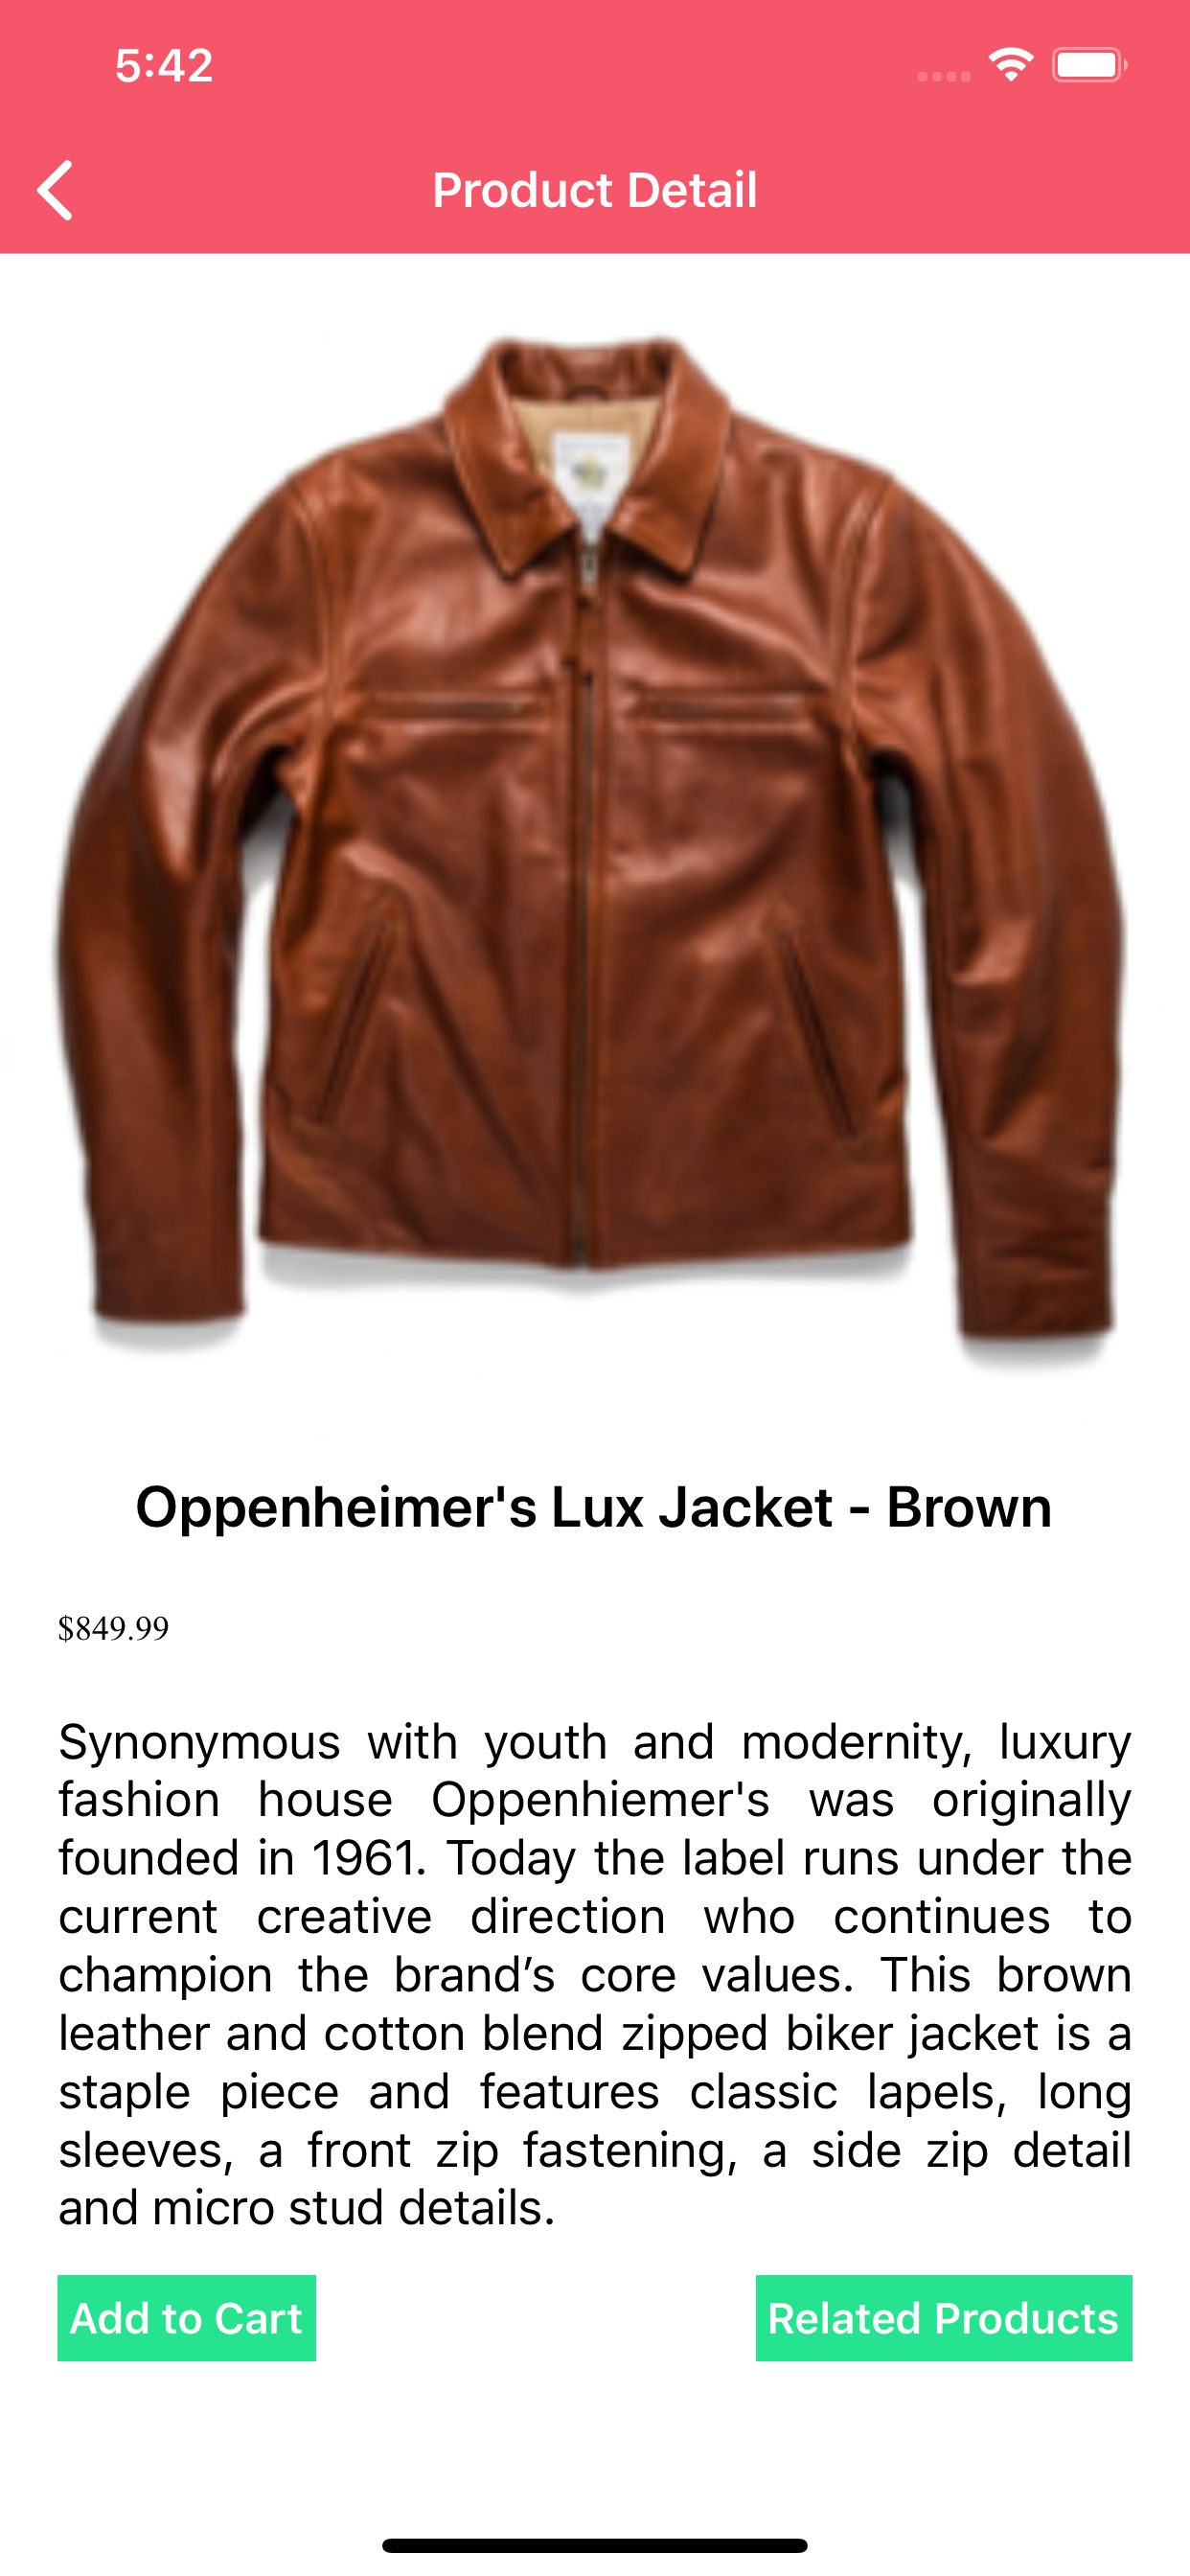 5:42
Product Detail
Oppenheimer's Lux Jacket - Brown
$849.99
Synonymous with youth and modernity, luxury
fashion house Oppenhiemer's was originally
founded in 1961. Today the label runs under the
current creative direction who continues to
champion the brand’s core values. This brown
leather and cotton blend zipped biker jacket is a
staple piece and features classic lapels, long
sleeves, a front zip fastening, a side zip detail
and micro stud details.
Add to Cart
Related Products